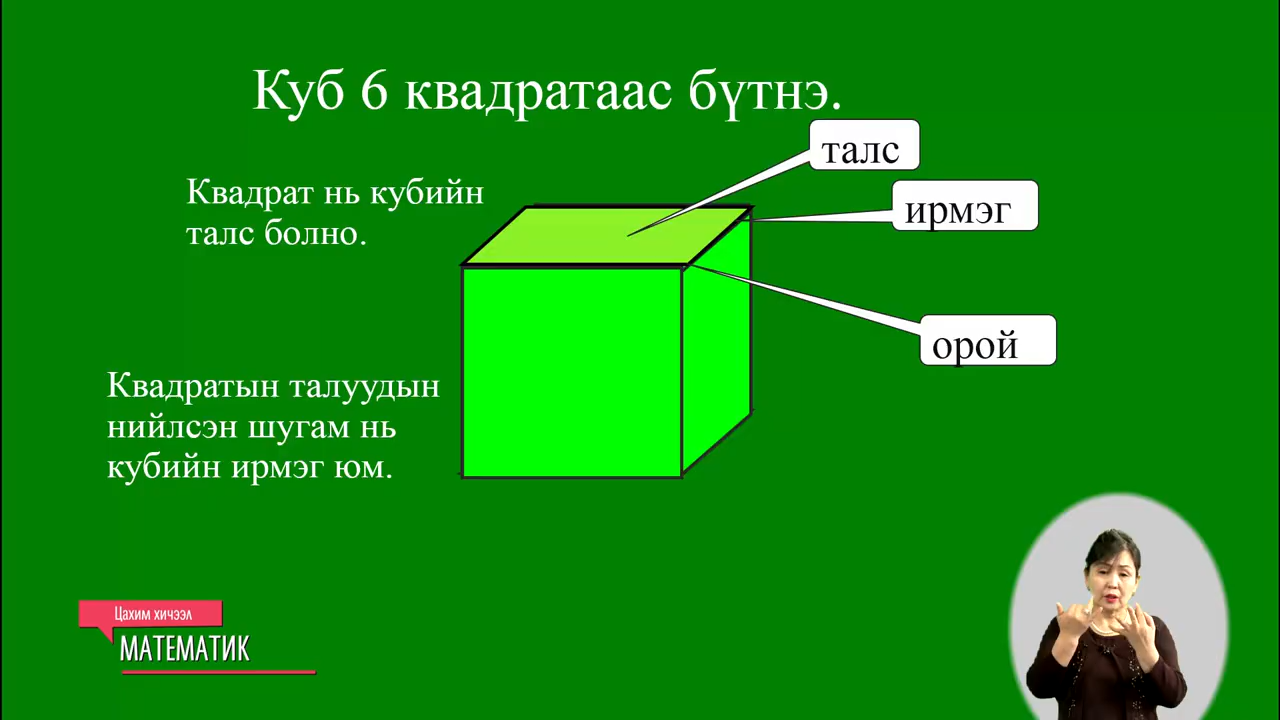 Куб 6 квадратаас бүтнэ.
талс
Квадрат нь кубийн
талс болно.
ирмэг
орой
Квадратын талуудын
нийлсэн шугам нь
кубийн ирмэг юм.
Цахим хичээл
МАТЕМАТИК